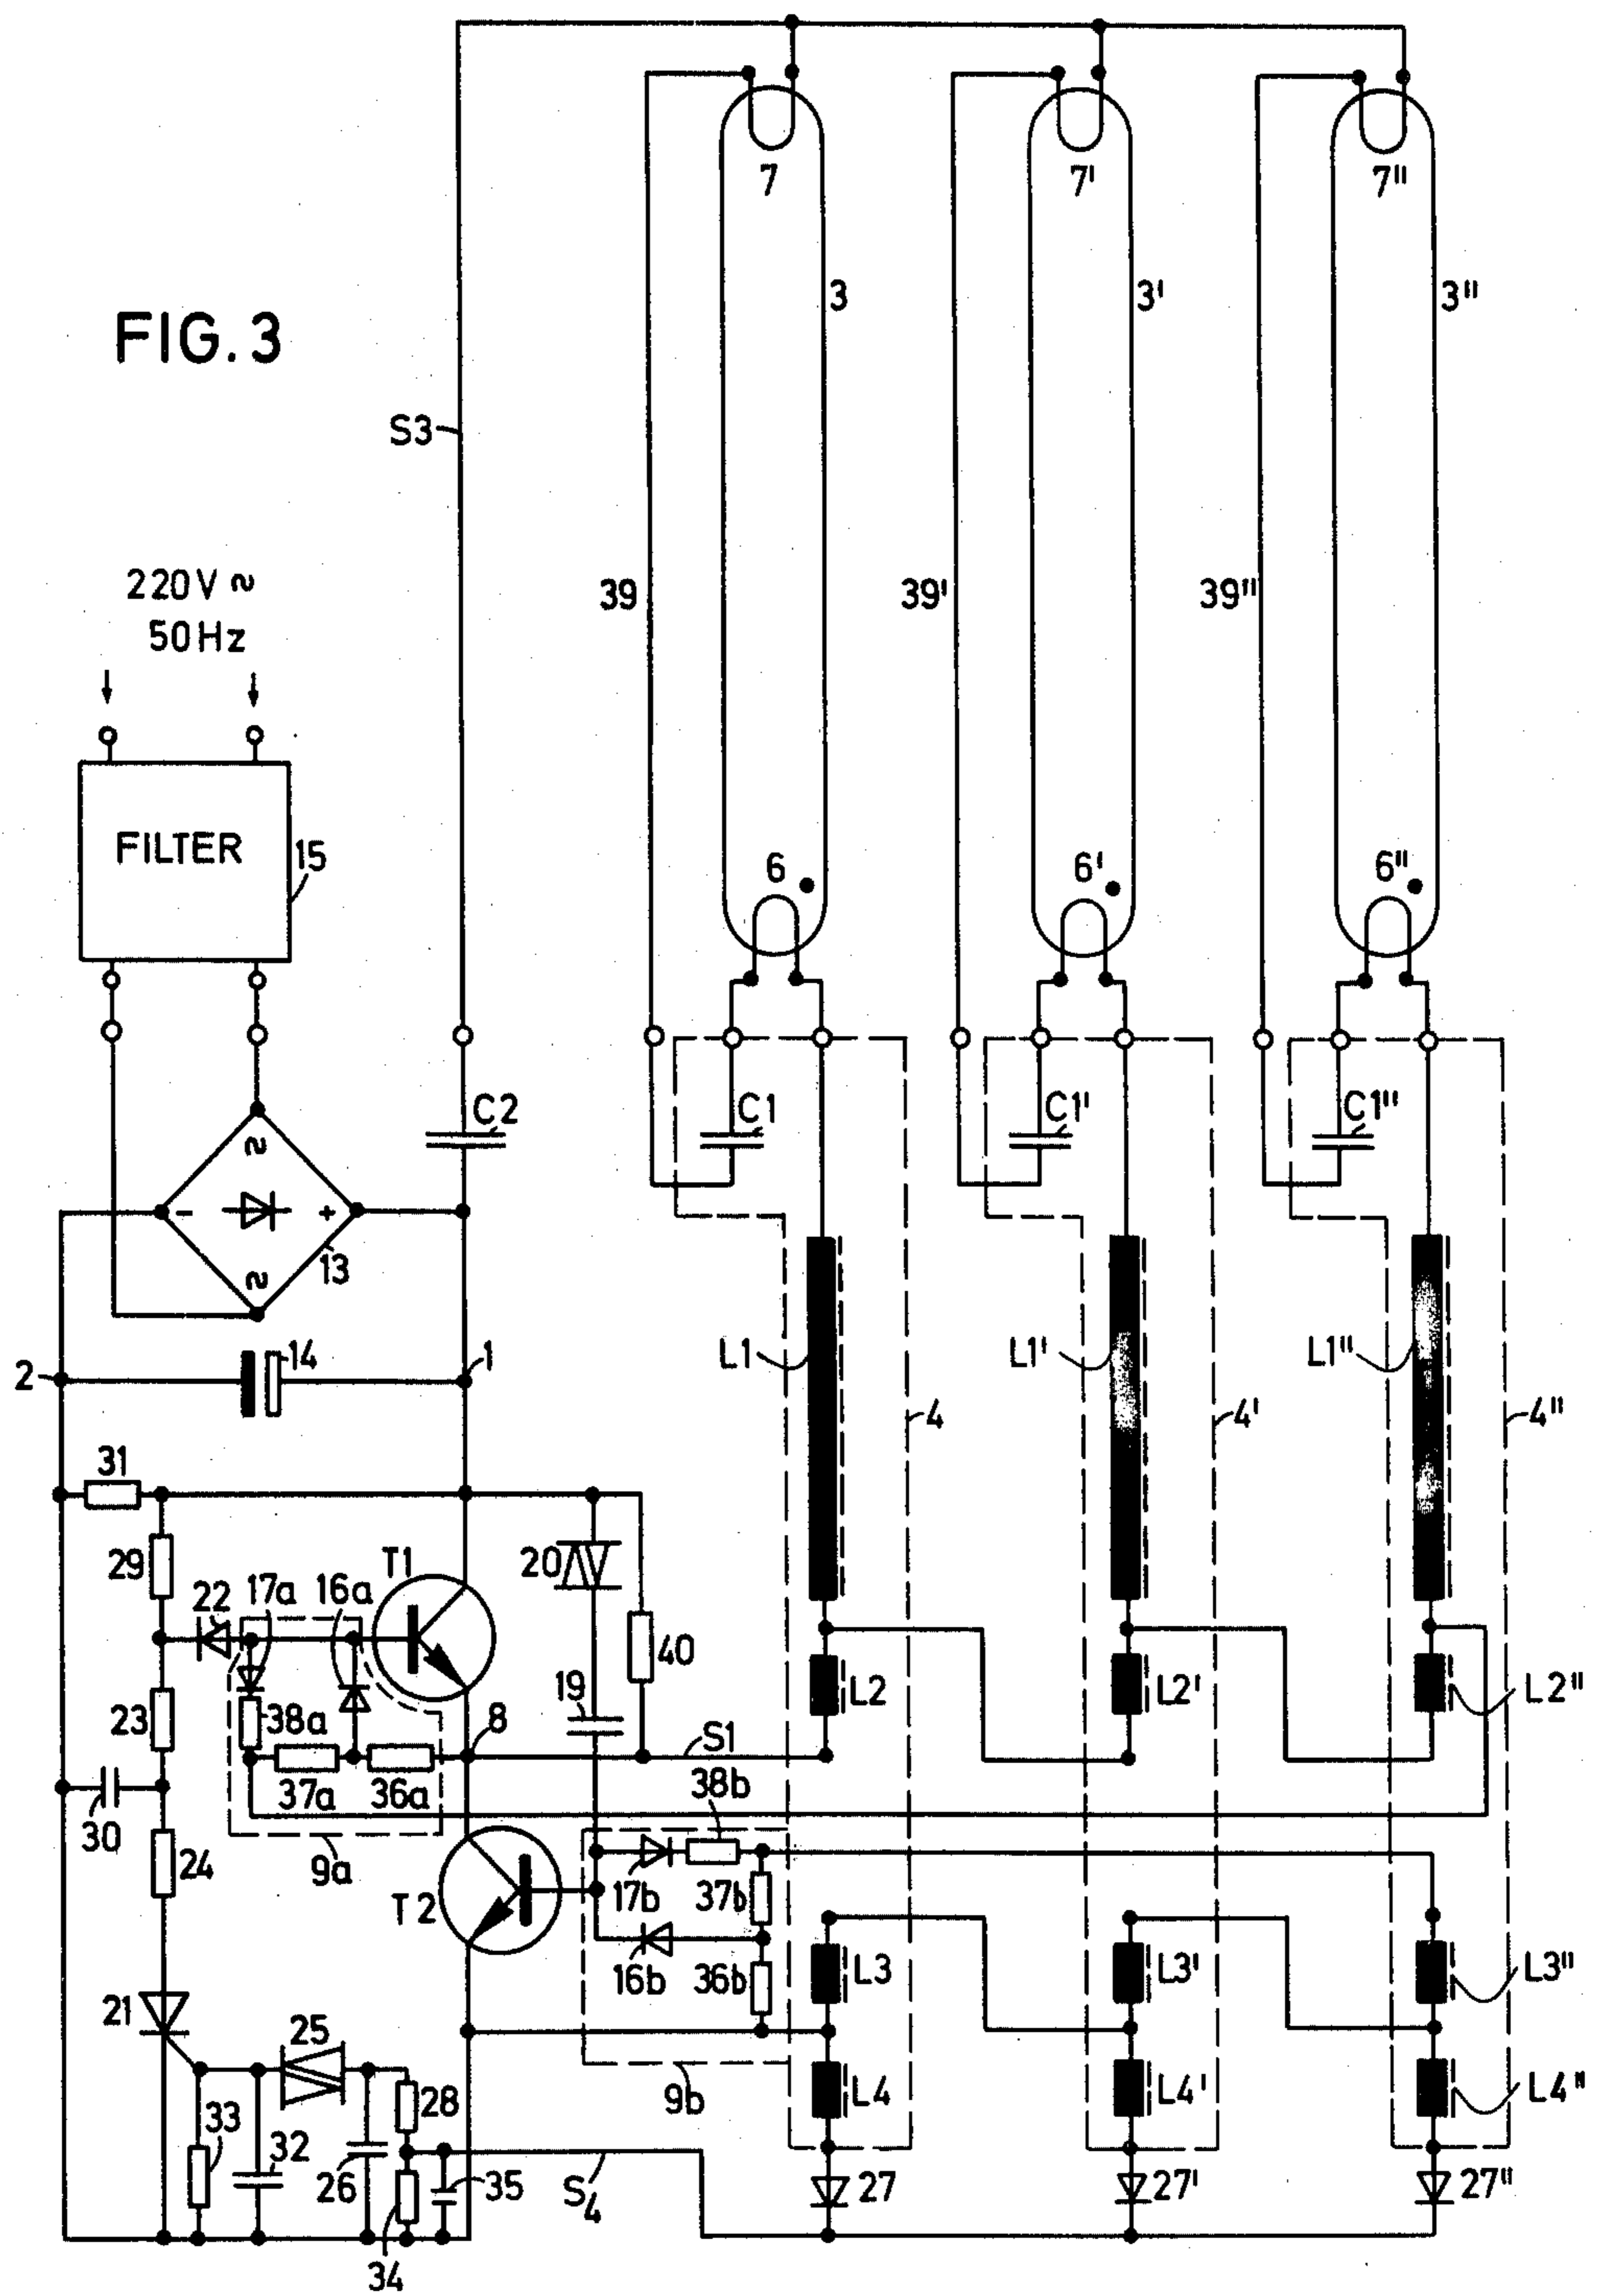 7
7'
7"
3
3'
3"
FIG. 3
S3
220V ≈
50Hz
39
39'
39"
FILTER
15
6
6'
6"
C2
C1
C1'
C1"
~
-
+
~
13
14
2
1
L1
L1'
L1"
4
4'
4"
31
29
22
17a
16a
T1
20
40
23
38a
19
8
S1
L2
L2'
L2"
37a
36a
38b
30
9a
24
T2
17b
37b
16b
36b
L3
L3'
L3"
21
25
28
9b
L4
L4'
L4"
33
32
26
35
S4
27
27'
27"
34